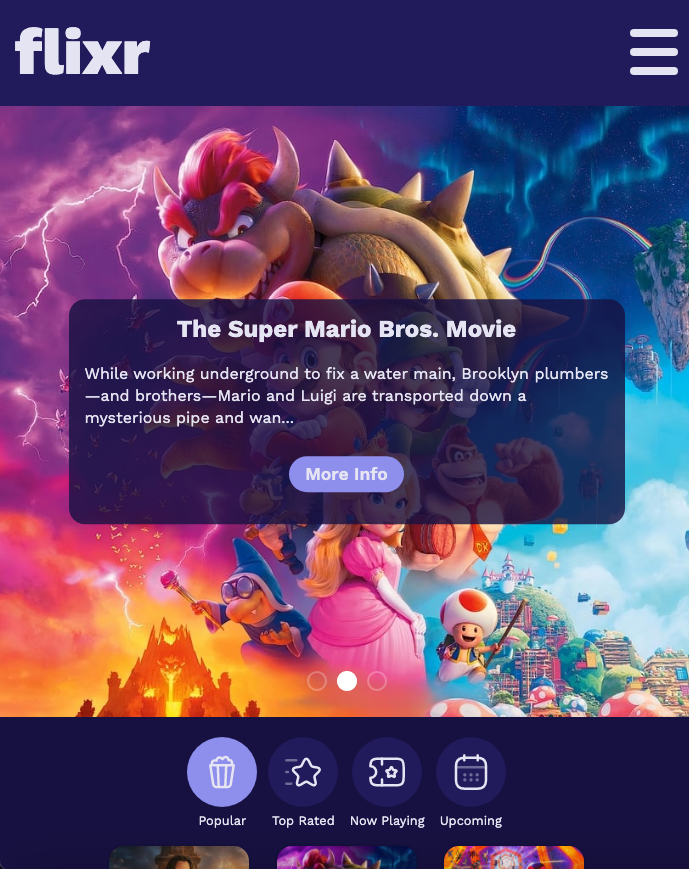 flixr
The Super Mario Bros. Movie
While working underground to fix a water main, Brooklyn plumbers
—and brothers—Mario and Luigi are transported down a
mysterious pipe and wan...
More Info
DK
Popular
Top Rated
Now Playing
Upcoming